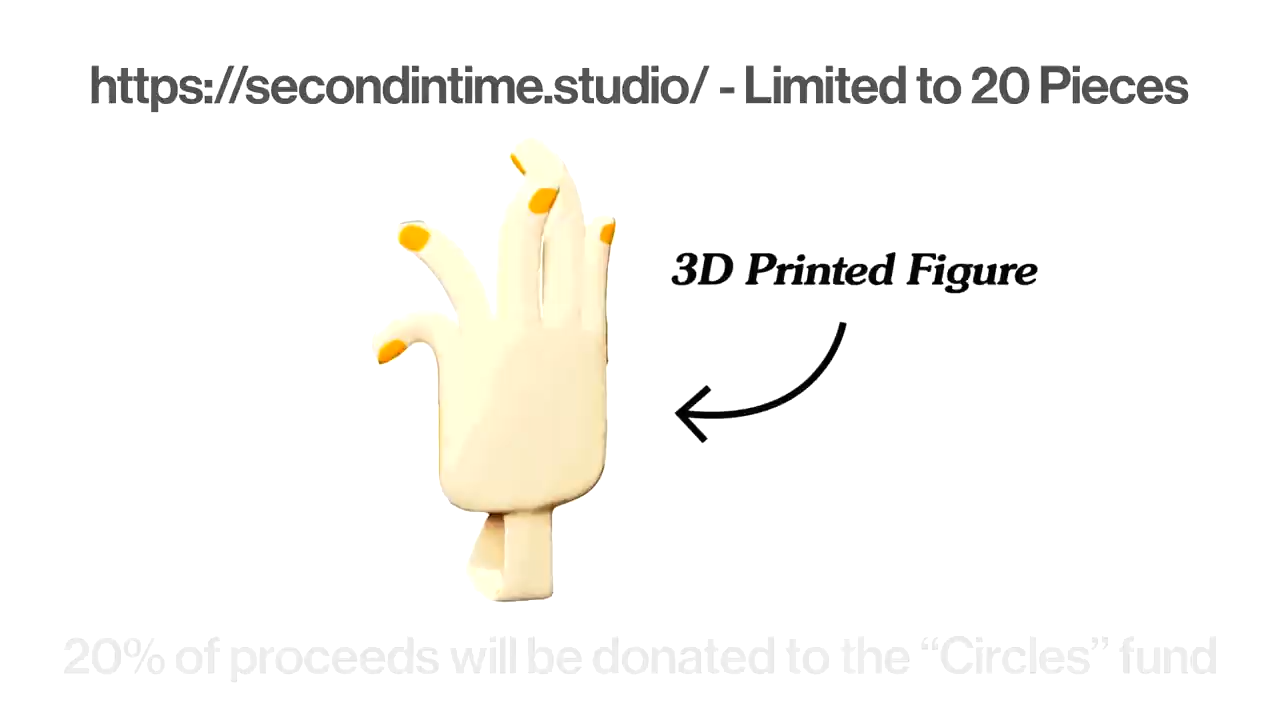 https://secondintime.studio/ - Limited to 20 Pieces
3D Printed Figure
20% of proceeds will be donated to the “Circles” fund